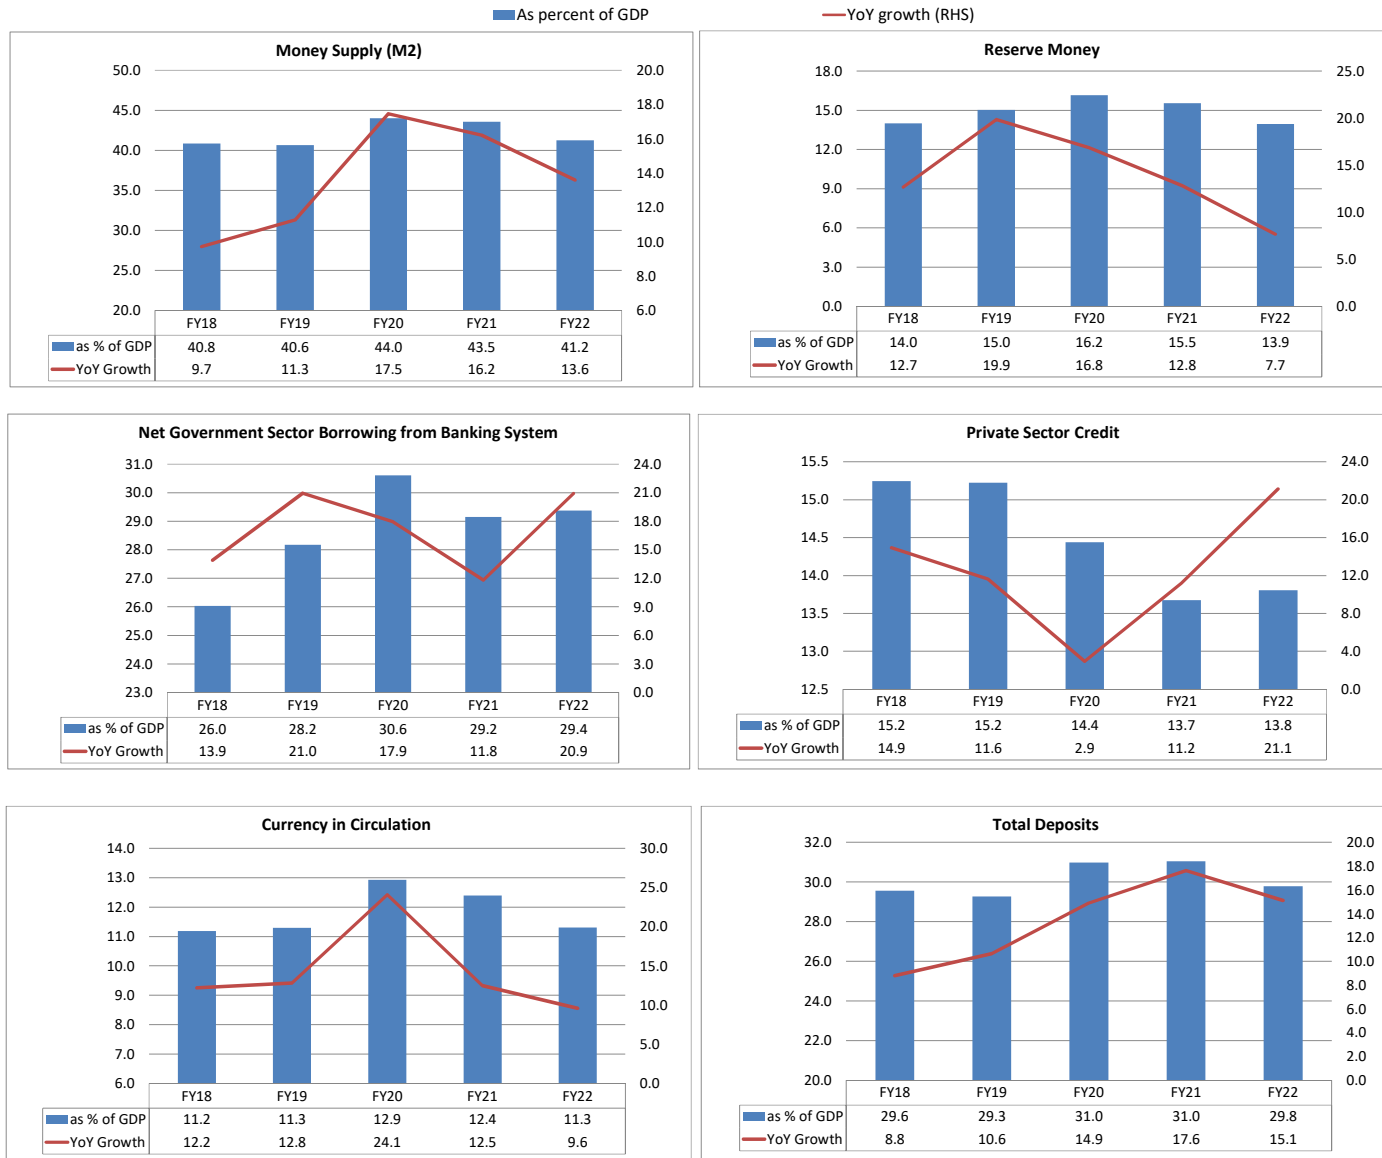 As percent of GDP YoY growth (RHS)
Money Supply (M2)
50.0 20.0
18.0
45.0
16.0
40.0
14.0
35.0
12.0
30.0
10.0
25.0
8.0
20.0 6.0
FY18 FY19 FY20 FY21 FY22
as % of GDP 40.8 40.6 44.0 43.5 41.2
YoY Growth 9.7 11.3 17.5 16.2 13.6
Reserve Money
18.0 25.0
15.0 20.0
12.0
15.0
9.0
10.0
6.0
3.0 5.0
0.0 0.0
FY18 FY19 FY20 FY21 FY22
as % of GDP 14.0 15.0 16.2 15.5 13.9
YoY Growth 12.7 19.9 16.8 12.8 7.7
Net Government Sector Borrowing from Banking System
31.0 24.0
30.0 21.0
29.0 18.0
28.0 15.0
27.0 12.0
26.0 9.0
25.0 6.0
24.0 3.0
23.0 0.0
FY18 FY19 FY20 FY21 FY22
as % of GDP 26.0 28.2 30.6 29.2 29.4
YoY Growth 13.9 21.0 17.9 11.8 20.9
Private Sector Credit
15.5 24.0
15.0 20.0
14.5 16.0
14.0 12.0
13.5 8.0
13.0 4.0
12.5 0.0
FY18 FY19 FY20 FY21 FY22
as % of GDP 15.2 15.2 14.4 13.7 13.8
YoY Growth 14.9 11.6 2.9 11.2 21.1
Currency in Circulation
14.0 30.0
13.0 25.0
12.0
20.0
11.0
10.0 15.0
9.0
10.0
8.0
7.0 5.0
6.0 0.0
FY18 FY19 FY20 FY21 FY22
as % of GDP 11.2 11.3 12.9 12.4 11.3
YoY Growth 12.2 12.8 24.1 12.5 9.6
Total Deposits
32.0 20.0
18.0
30.0
16.0
28.0 14.0
12.0
26.0
10.0
24.0 8.0
6.0
22.0 4.0
2.0
20.0 0.0
FY18 FY19 FY20 FY21 FY22
as % of GDP 29.6 29.3 31.0 31.0 29.8
YoY Growth 8.8 10.6 14.9 17.6 15.1